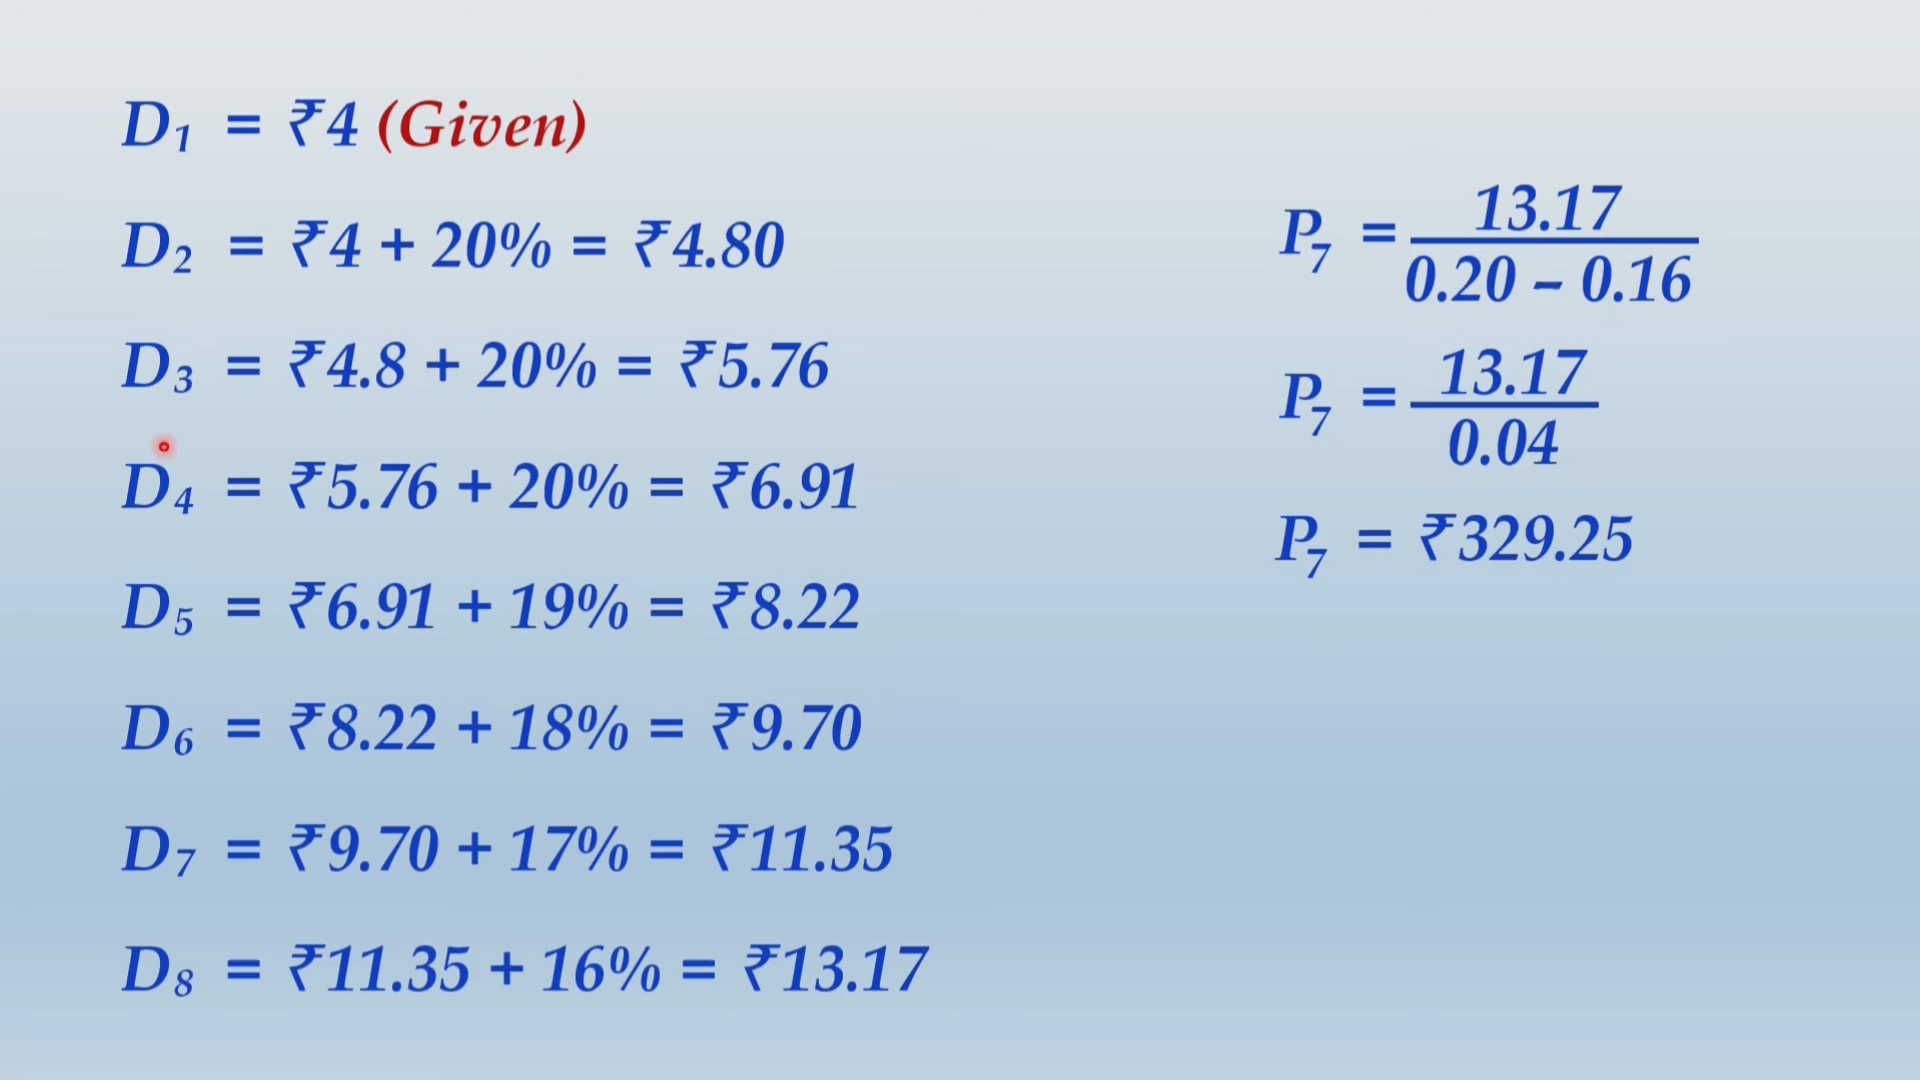 D₁ = ₹4 (Given)
D₂ = ₹4 + 20% = ₹4.80
D₃ = ₹4.8 + 20% = ₹5.76
D₄ = ₹5.76 + 20% = ₹6.91
D₅ = ₹6.91 + 19% = ₹8.22
D₆ = ₹8.22 + 18% = ₹9.70
D₇ = ₹9.70 + 17% = ₹11.35
D₈ = ₹11.35 + 16% = ₹13.17
P₇ = 13.17
0.20 – 0.16
P₇ = 13.17
0.04
P₇ = ₹329.25